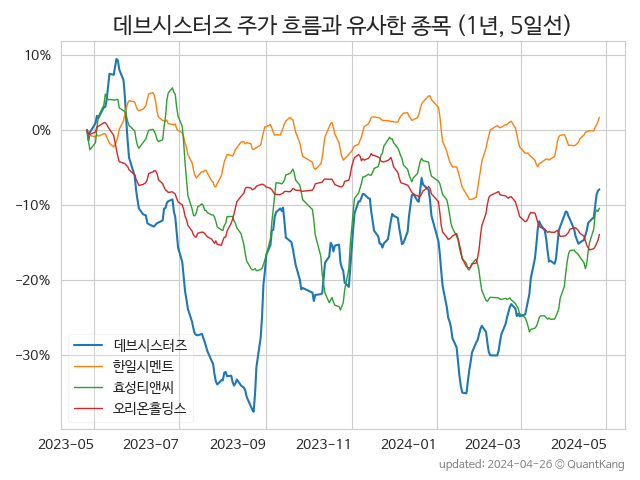 데브시스터즈 주가 흐름과 유사한 종목 (1년, 5일선)
10%
0%
−10%
−20%
−30%
데브시스터즈
한일시멘트
효성티앤씨
오리온홀딩스
2023-05 2023-07 2023-09 2023-11 2024-01 2024-03 2024-05
updated: 2024-04-26 © QuantKang